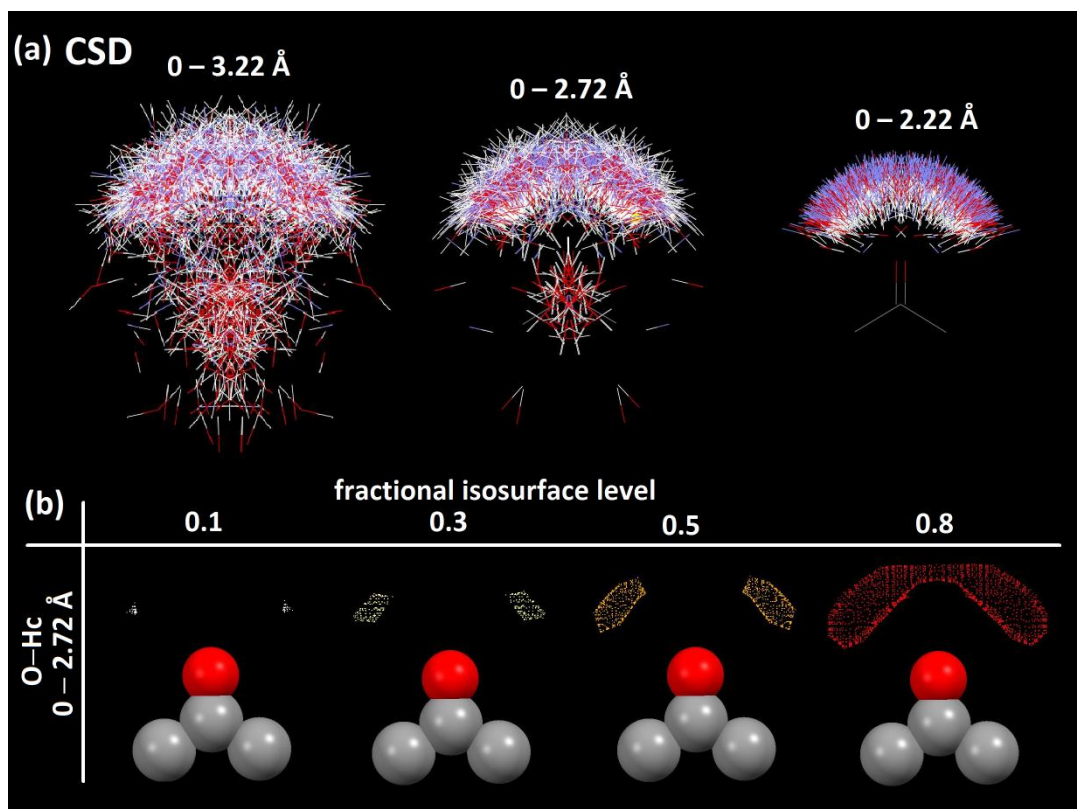 (a) CSD
0 – 3.22 Å
0 – 2.72 Å
0 – 2.22 Å
(b)
fractional isosurface level
0.1 0.3 0.5 0.8
O–Hc
0 – 2.72 Å